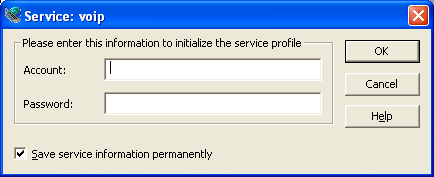 Service: voip
Please enter this information to initialize the service profile
OK
Account:
Cancel
Password:
Help
Save service information permanently